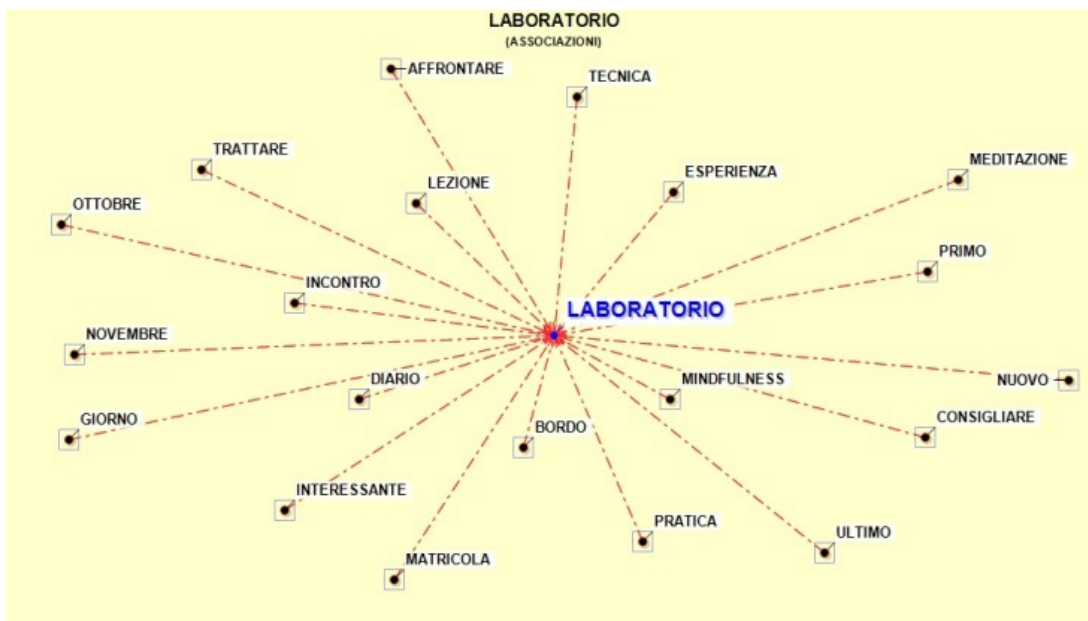 LABORATORIO
(ASSOCIAZIONI)
AFFRONTARE
TECNICA
TRATTARE
ESPERIENZA
MEDITAZIONE
LEZIONE
OTTOBRE
PRIMO
INCONTRO
LABORATORIO
NOVEMBRE
DIARIO
MINDFULNESS
NUOVO
GIORNO
CONSIGLIARE
BORDO
INTERESSANTE
PRATICA
ULTIMO
MATRICOLA